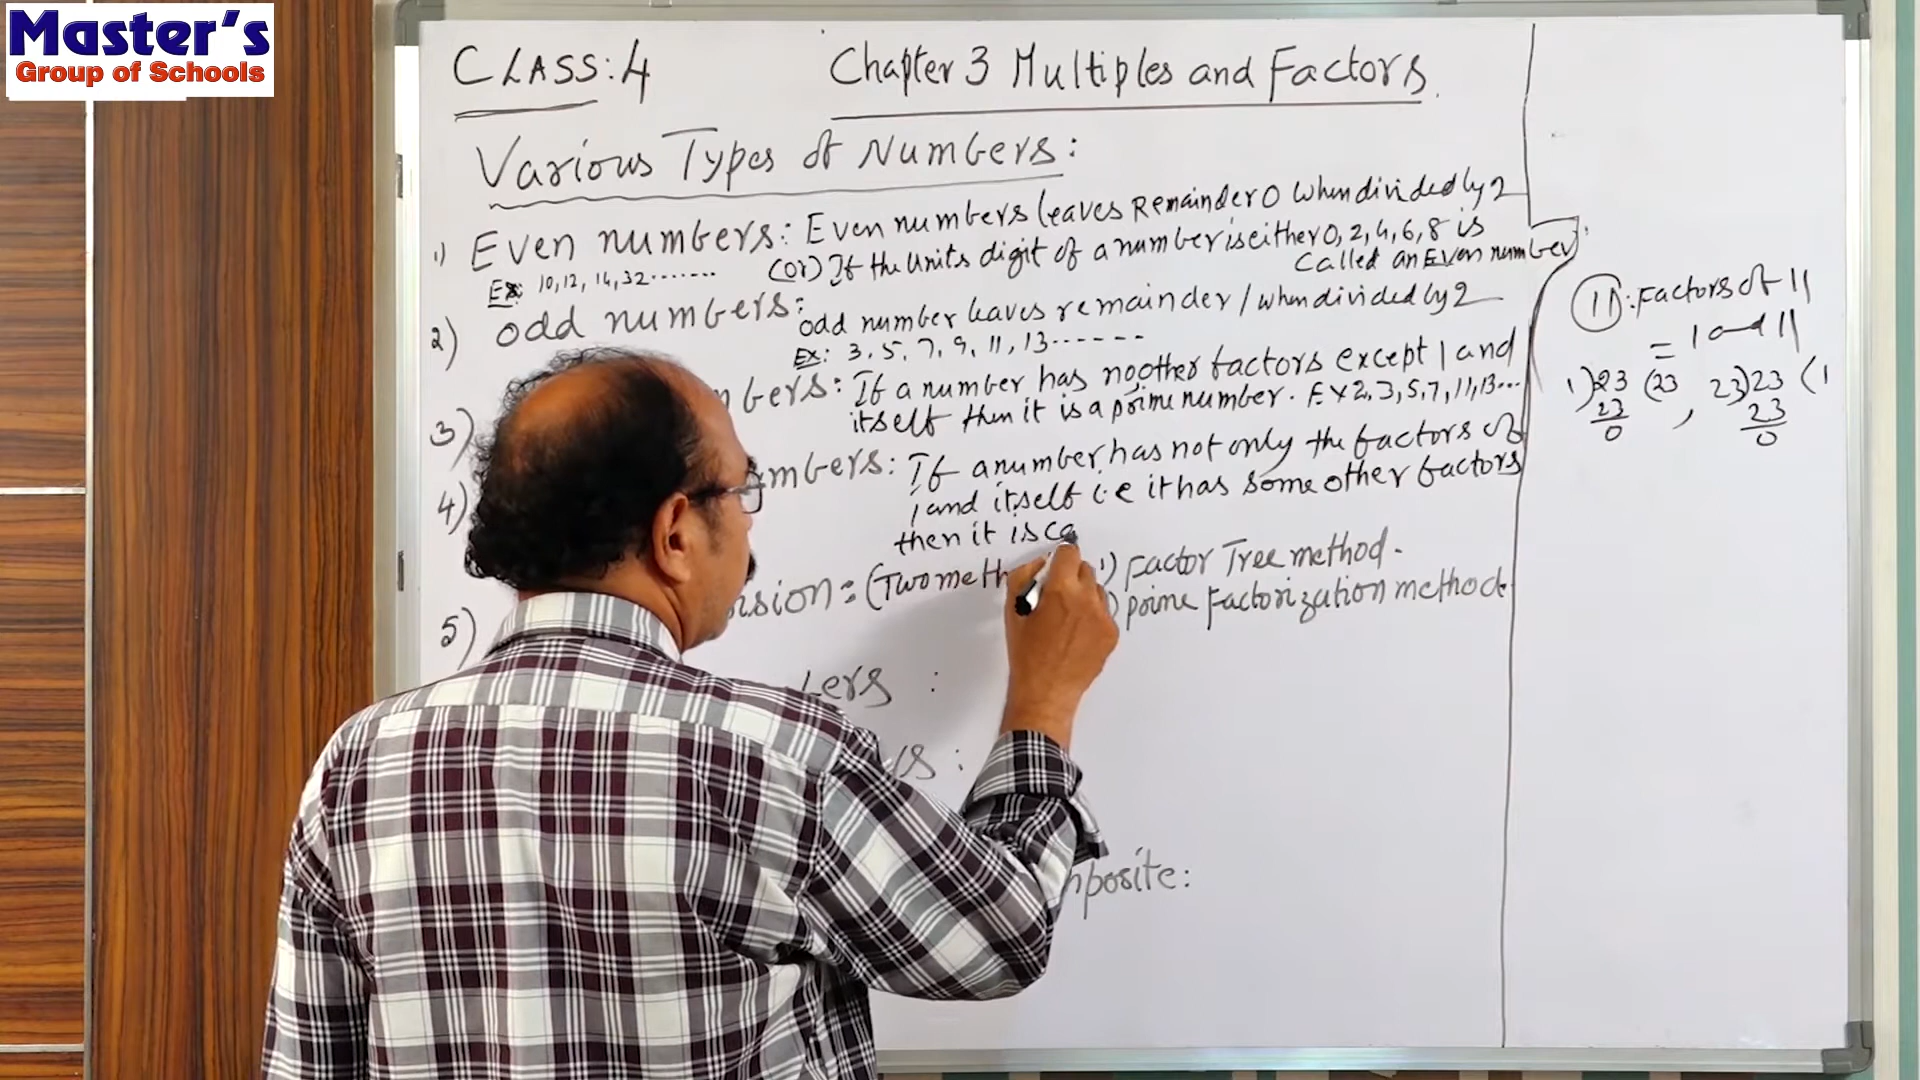 Master's
Group of Schools
CLASS: 4
Chapter 3 Multiples and Factors.
Various Types of Numbers:
1) Even numbers: Even numbers leaves Remainder 0 when divided by 2
(or) If the Units digit of a number is either 0, 2, 4, 6, 8 is
called an Even number
Ex: 10, 12, 14, 32.......
2) odd numbers: odd number leaves remainder 1 when divided by 2
Ex: 3, 5, 7, 9, 11, 13......
3) mbers: If a number has no other factors except 1 and
itself then it is a prime number. Ex 2, 3, 5, 7, 11, 13...
4) umbers: If a number has not only the factors of
1 and itself i.e it has some other factors
then it is ca
5) sion: (Two meth 1) Factor Tree method.
) prime Factorization method.
bers :
:
mposite:
11: Factors of 11
= 1 and 11
1) 23 (23 , 23) 23 (1
23 23
0 0